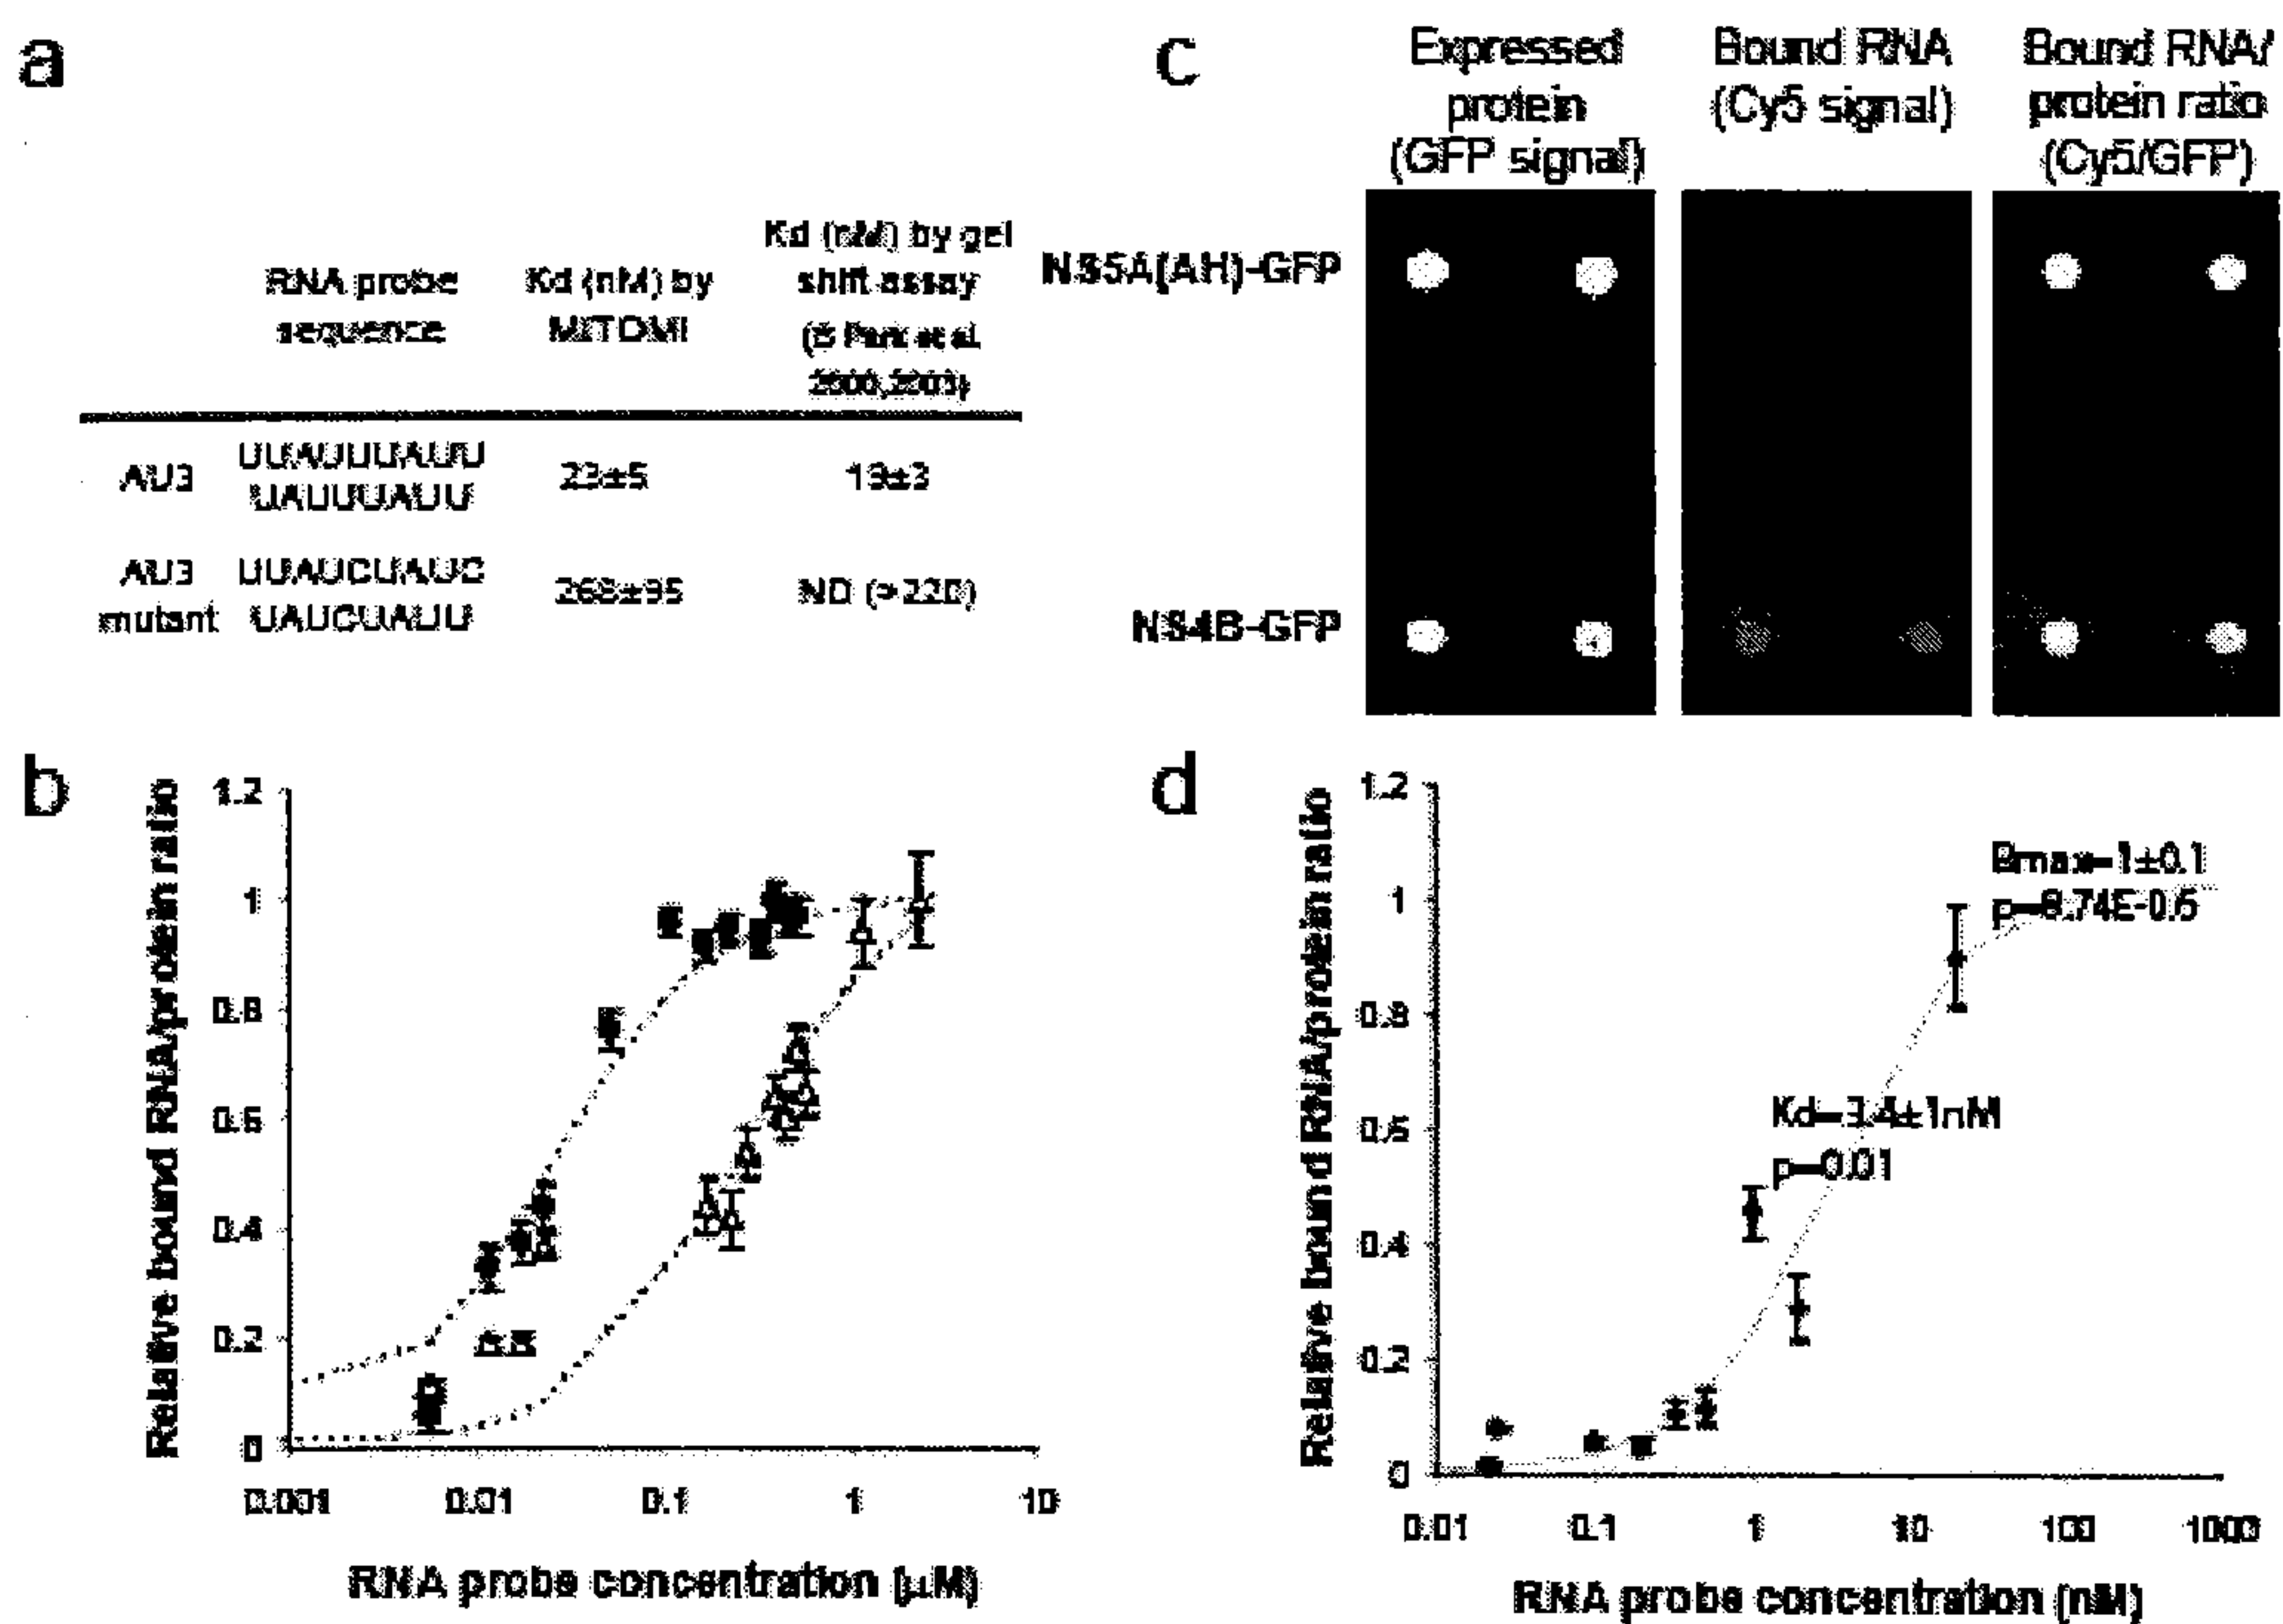 a
RNA probe
sequence
Kd (nM) by
MITOMI
Kd (nM) by gel
shift assay
AU3
UUAUUUAUU
UAUUUAUU
23±5
19±3
AU3
mutant
UUAUCUAUC
UAUCUAUU
268±95
ND (>220)
c
Expressed
protein
(GFP signal)
Bound RNA
(Cy5 signal)
Bound RNA/
protein ratio
(Cy5/GFP)
NS5A(AH)-GFP
NS4B-GFP
b
Relative bound RNA/protein ratio
1.2
1
0.8
0.6
0.4
0.2
0
0.001
0.01
0.1
1
10
RNA probe concentration (µM)
d
Relative bound RNA/protein ratio
1.2
1
0.8
0.6
0.4
0.2
0
Bmax=1±0.1
Kd=3.4±1nM
p=0.01
0.01
0.1
1
10
100
1000
RNA probe concentration (nM)